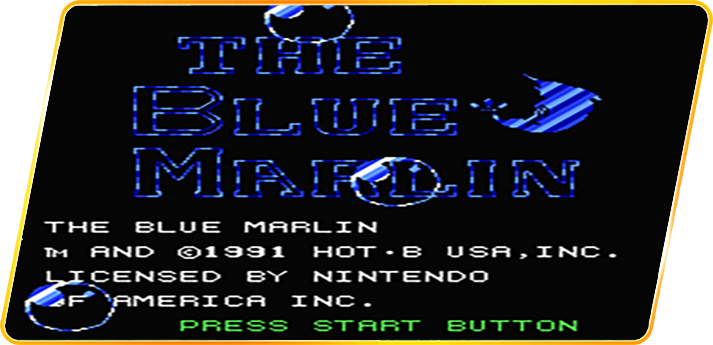 THE
BLUE
MARLIN
THE BLUE MARLIN
TM AND ©1991 HOT·B USA,INC.
LICENSED BY NINTENDO
OF AMERICA INC.
PRESS START BUTTON